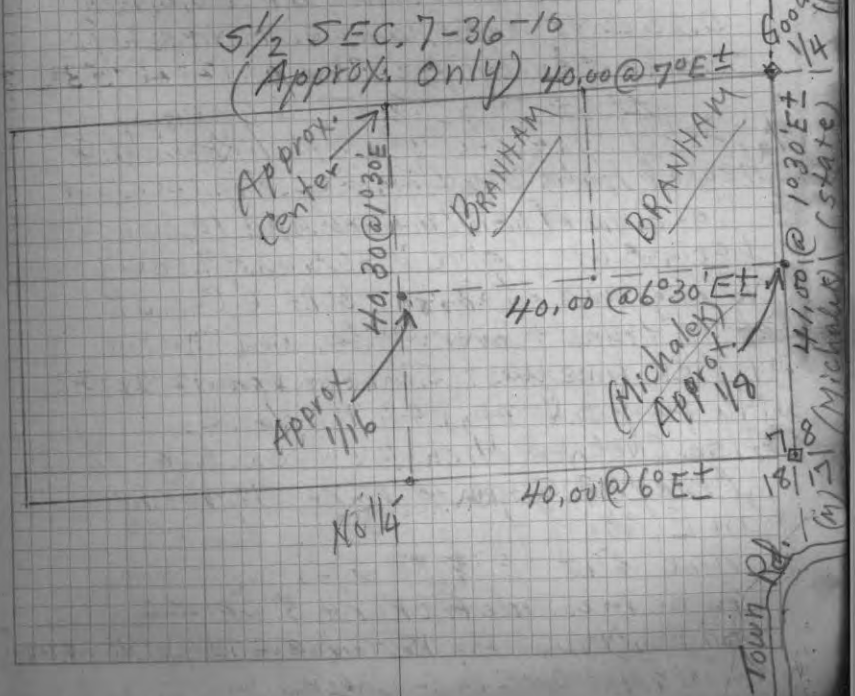 S½ SEC. 7-36-10
(Approx. Only)
40,00@7°E±
Good
1/4
Approx.
Center
40,80@1°30'E
BRANHAM
BRANHAM
41,00@ 1°30'E±
(State)
(Michalek)
40,00@6°30'E±
(Michalek)
Approx.
1/8
Approx
1/16
7 8
18
40,00@6°E±
No 1/4
Town Rd.